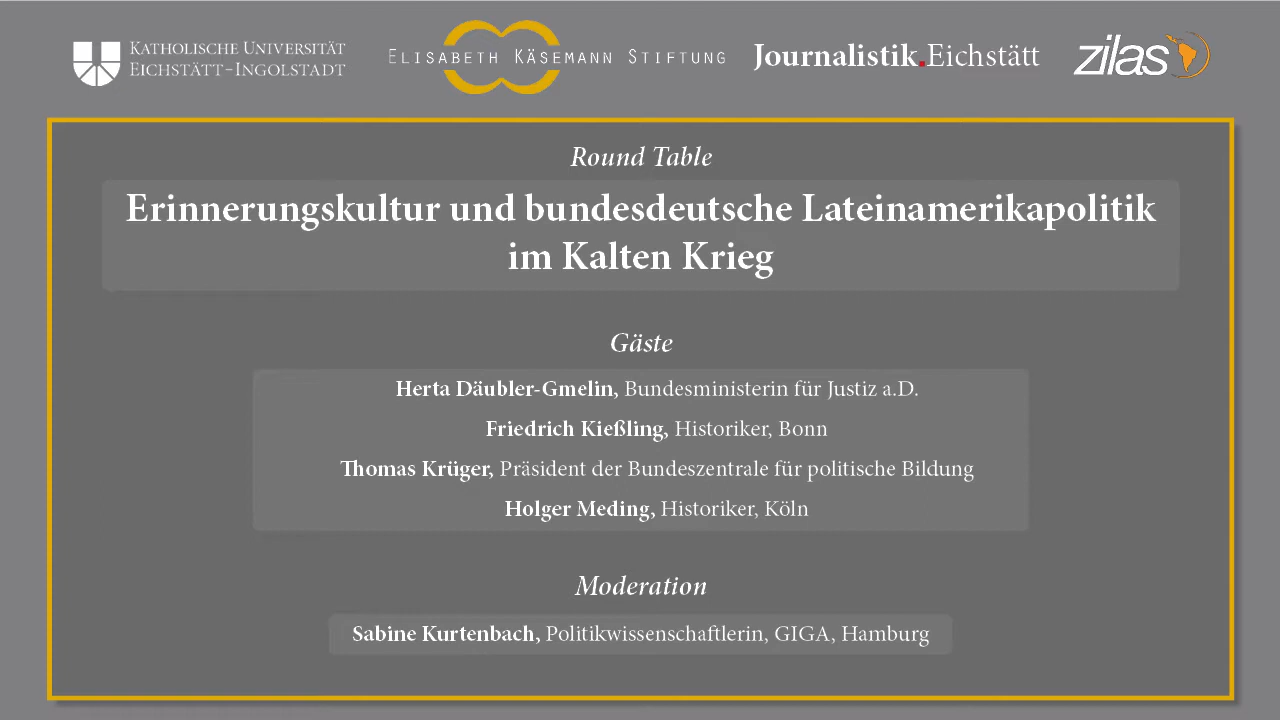 KATHOLISCHE UNIVERSITÄT
EICHSTÄTT-INGOLSTADT
ELISABETH KÄSEMANN STIFTUNG
Journalistik.Eichstätt
zilas
Round Table
Erinnerungskultur und bundesdeutsche Lateinamerikapolitik
im Kalten Krieg
Gäste
Herta Däubler-Gmelin, Bundesministerin für Justiz a.D.
Friedrich Kießling, Historiker, Bonn
Thomas Krüger, Präsident der Bundeszentrale für politische Bildung
Holger Meding, Historiker, Köln
Moderation
Sabine Kurtenbach, Politikwissenschaftlerin, GIGA, Hamburg